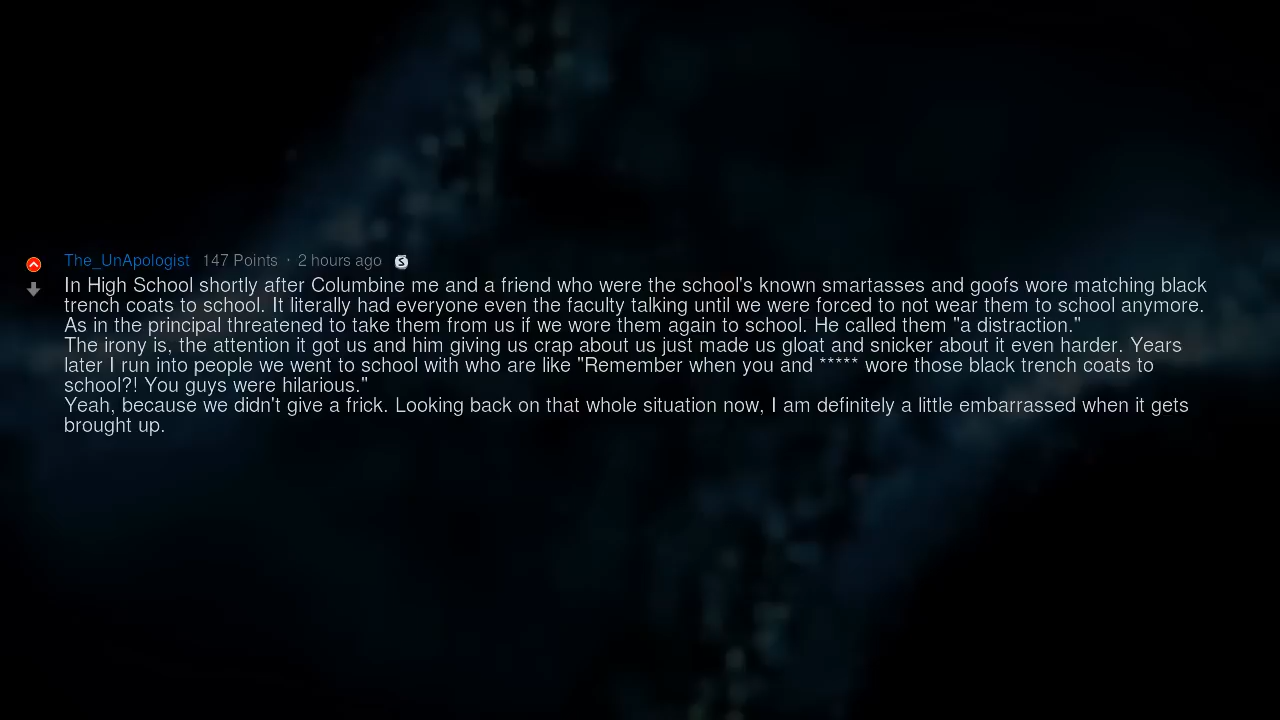 The_UnApologist 147 Points · 2 hours ago S
In High School shortly after Columbine me and a friend who were the school's known smartasses and goofs wore matching black
trench coats to school. It literally had everyone even the faculty talking until we were forced to not wear them to school anymore.
As in the principal threatened to take them from us if we wore them again to school. He called them "a distraction."
The irony is, the attention it got us and him giving us crap about us just made us gloat and snicker about it even harder. Years
later I run into people we went to school with who are like "Remember when you and ***** wore those black trench coats to
school?! You guys were hilarious."
Yeah, because we didn't give a frick. Looking back on that whole situation now, I am definitely a little embarrassed when it gets
brought up.